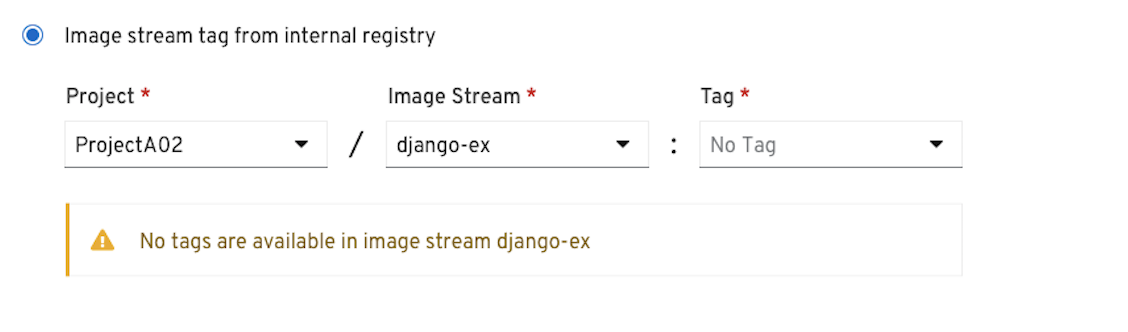 Image stream tag from internal registry
Project * Image Stream * Tag *
ProjectA02 / django-ex : No Tag
No tags are available in image stream django-ex